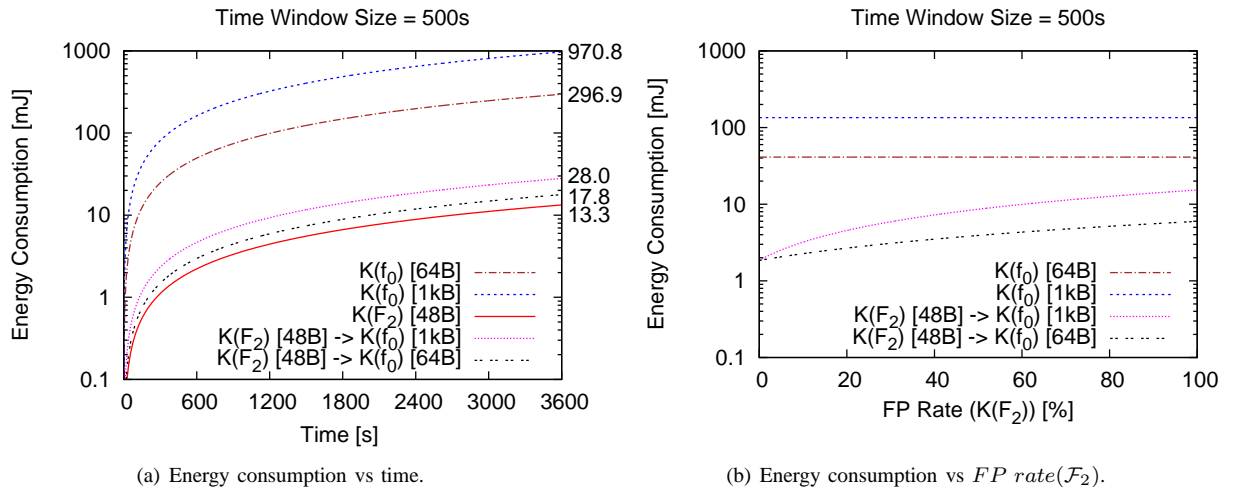 Time Window Size = 500s
Energy Consumption [mJ]
1000
100
10
1
0.1
970.8
296.9
28.0
17.8
13.3
K(f0) [64B]
K(f0) [1kB]
K(F2) [48B]
K(F2) [48B] -> K(f0) [1kB]
K(F2) [48B] -> K(f0) [64B]
0 600 1200 1800 2400 3000 3600
Time [s]
(a) Energy consumption vs time.
Time Window Size = 500s
Energy Consumption [mJ]
1000
100
10
1
0.1
K(f0) [64B]
K(f0) [1kB]
K(F2) [48B] -> K(f0) [1kB]
K(F2) [48B] -> K(f0) [64B]
0 20 40 60 80 100
FP Rate (K(F2)) [%]
(b) Energy consumption vs FP rate(F2).